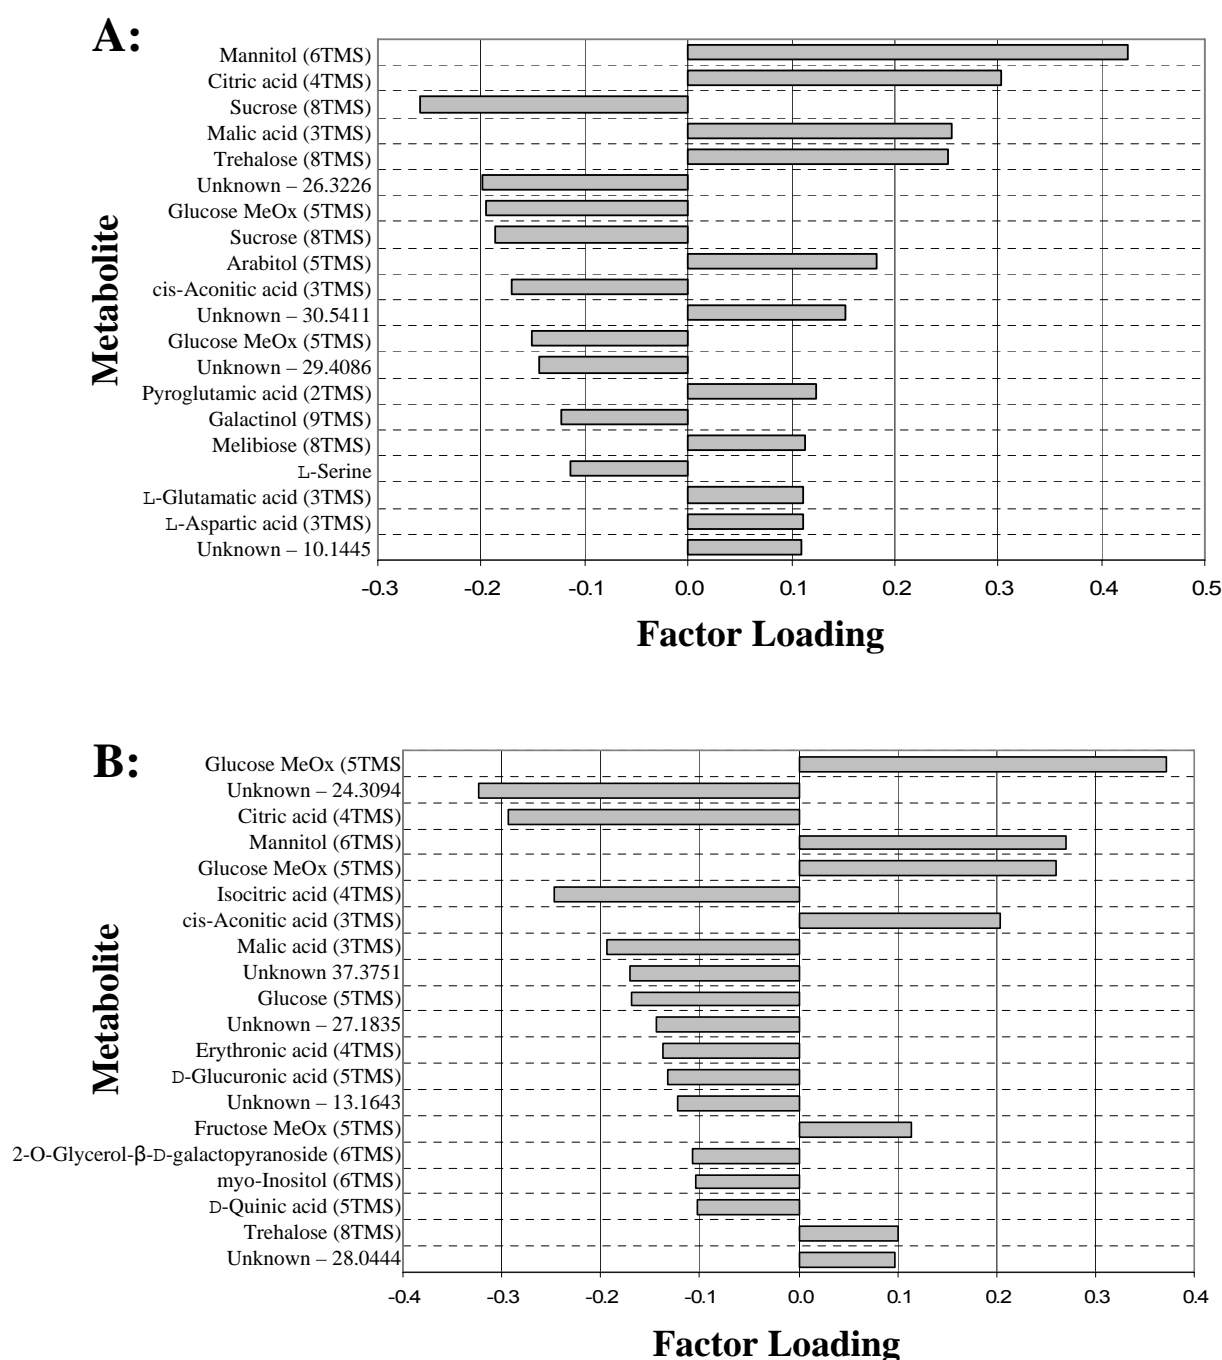 A:
Metabolite
Mannitol (6TMS)
Citric acid (4TMS)
Sucrose (8TMS)
Malic acid (3TMS)
Trehalose (8TMS)
Unknown – 26.3226
Glucose MeOx (5TMS)
Sucrose (8TMS)
Arabitol (5TMS)
cis-Aconitic acid (3TMS)
Unknown – 30.5411
Glucose MeOx (5TMS)
Unknown – 29.4086
Pyroglutamic acid (2TMS)
Galactinol (9TMS)
Melibiose (8TMS)
L-Serine
L-Glutamatic acid (3TMS)
L-Aspartic acid (3TMS)
Unknown – 10.1445
-0.3 -0.2 -0.1 0.0 0.1 0.2 0.3 0.4 0.5
Factor Loading
B:
Metabolite
Glucose MeOx (5TMS
Unknown – 24.3094
Citric acid (4TMS)
Mannitol (6TMS)
Glucose MeOx (5TMS)
Isocitric acid (4TMS)
cis-Aconitic acid (3TMS)
Malic acid (3TMS)
Unknown 37.3751
Glucose (5TMS)
Unknown – 27.1835
Erythronic acid (4TMS)
D-Glucuronic acid (5TMS)
Unknown – 13.1643
Fructose MeOx (5TMS)
2-O-Glycerol-β-D-galactopyranoside (6TMS)
myo-Inositol (6TMS)
D-Quinic acid (5TMS)
Trehalose (8TMS)
Unknown – 28.0444
-0.4 -0.3 -0.2 -0.1 0.0 0.1 0.2 0.3 0.4
Factor Loading